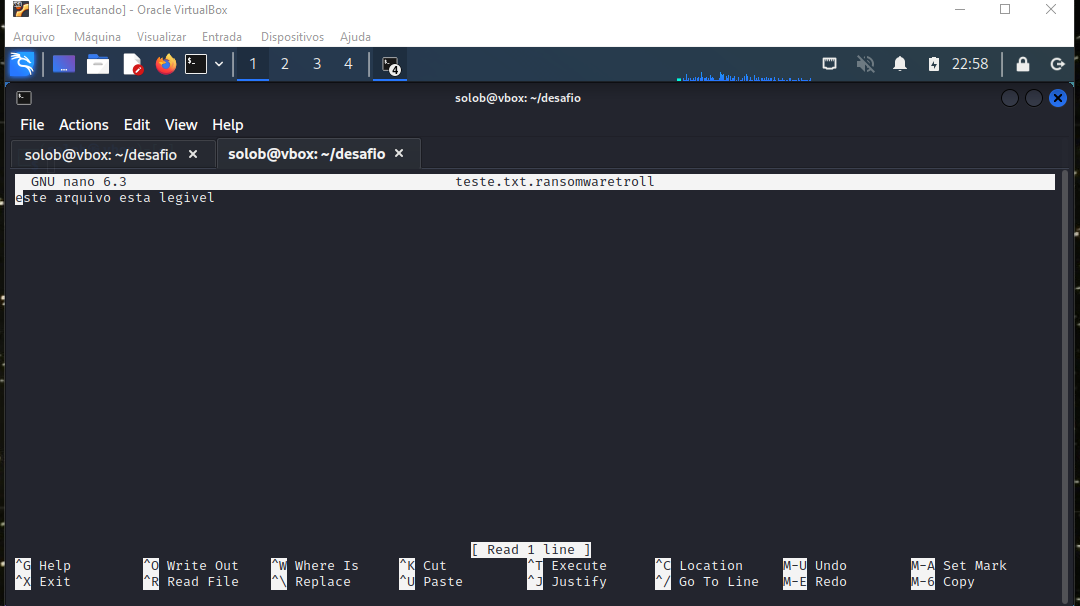 Kali [Executando] - Oracle VirtualBox
Arquivo Máquina Visualizar Entrada Dispositivos Ajuda
1 2 3 4 4 22:58
solob@vbox: ~/desafio
File Actions Edit View Help
solob@vbox: ~/desafio × solob@vbox: ~/desafio ×
GNU nano 6.3 teste.txt.ransomwaretroll
este arquivo esta legivel
[ Read 1 line ]
^G Help ^O Write Out ^W Where Is ^K Cut ^T Execute ^C Location M-U Undo M-A Set Mark
^X Exit ^R Read File ^\ Replace ^U Paste ^J Justify ^/ Go To Line M-E Redo M-6 Copy